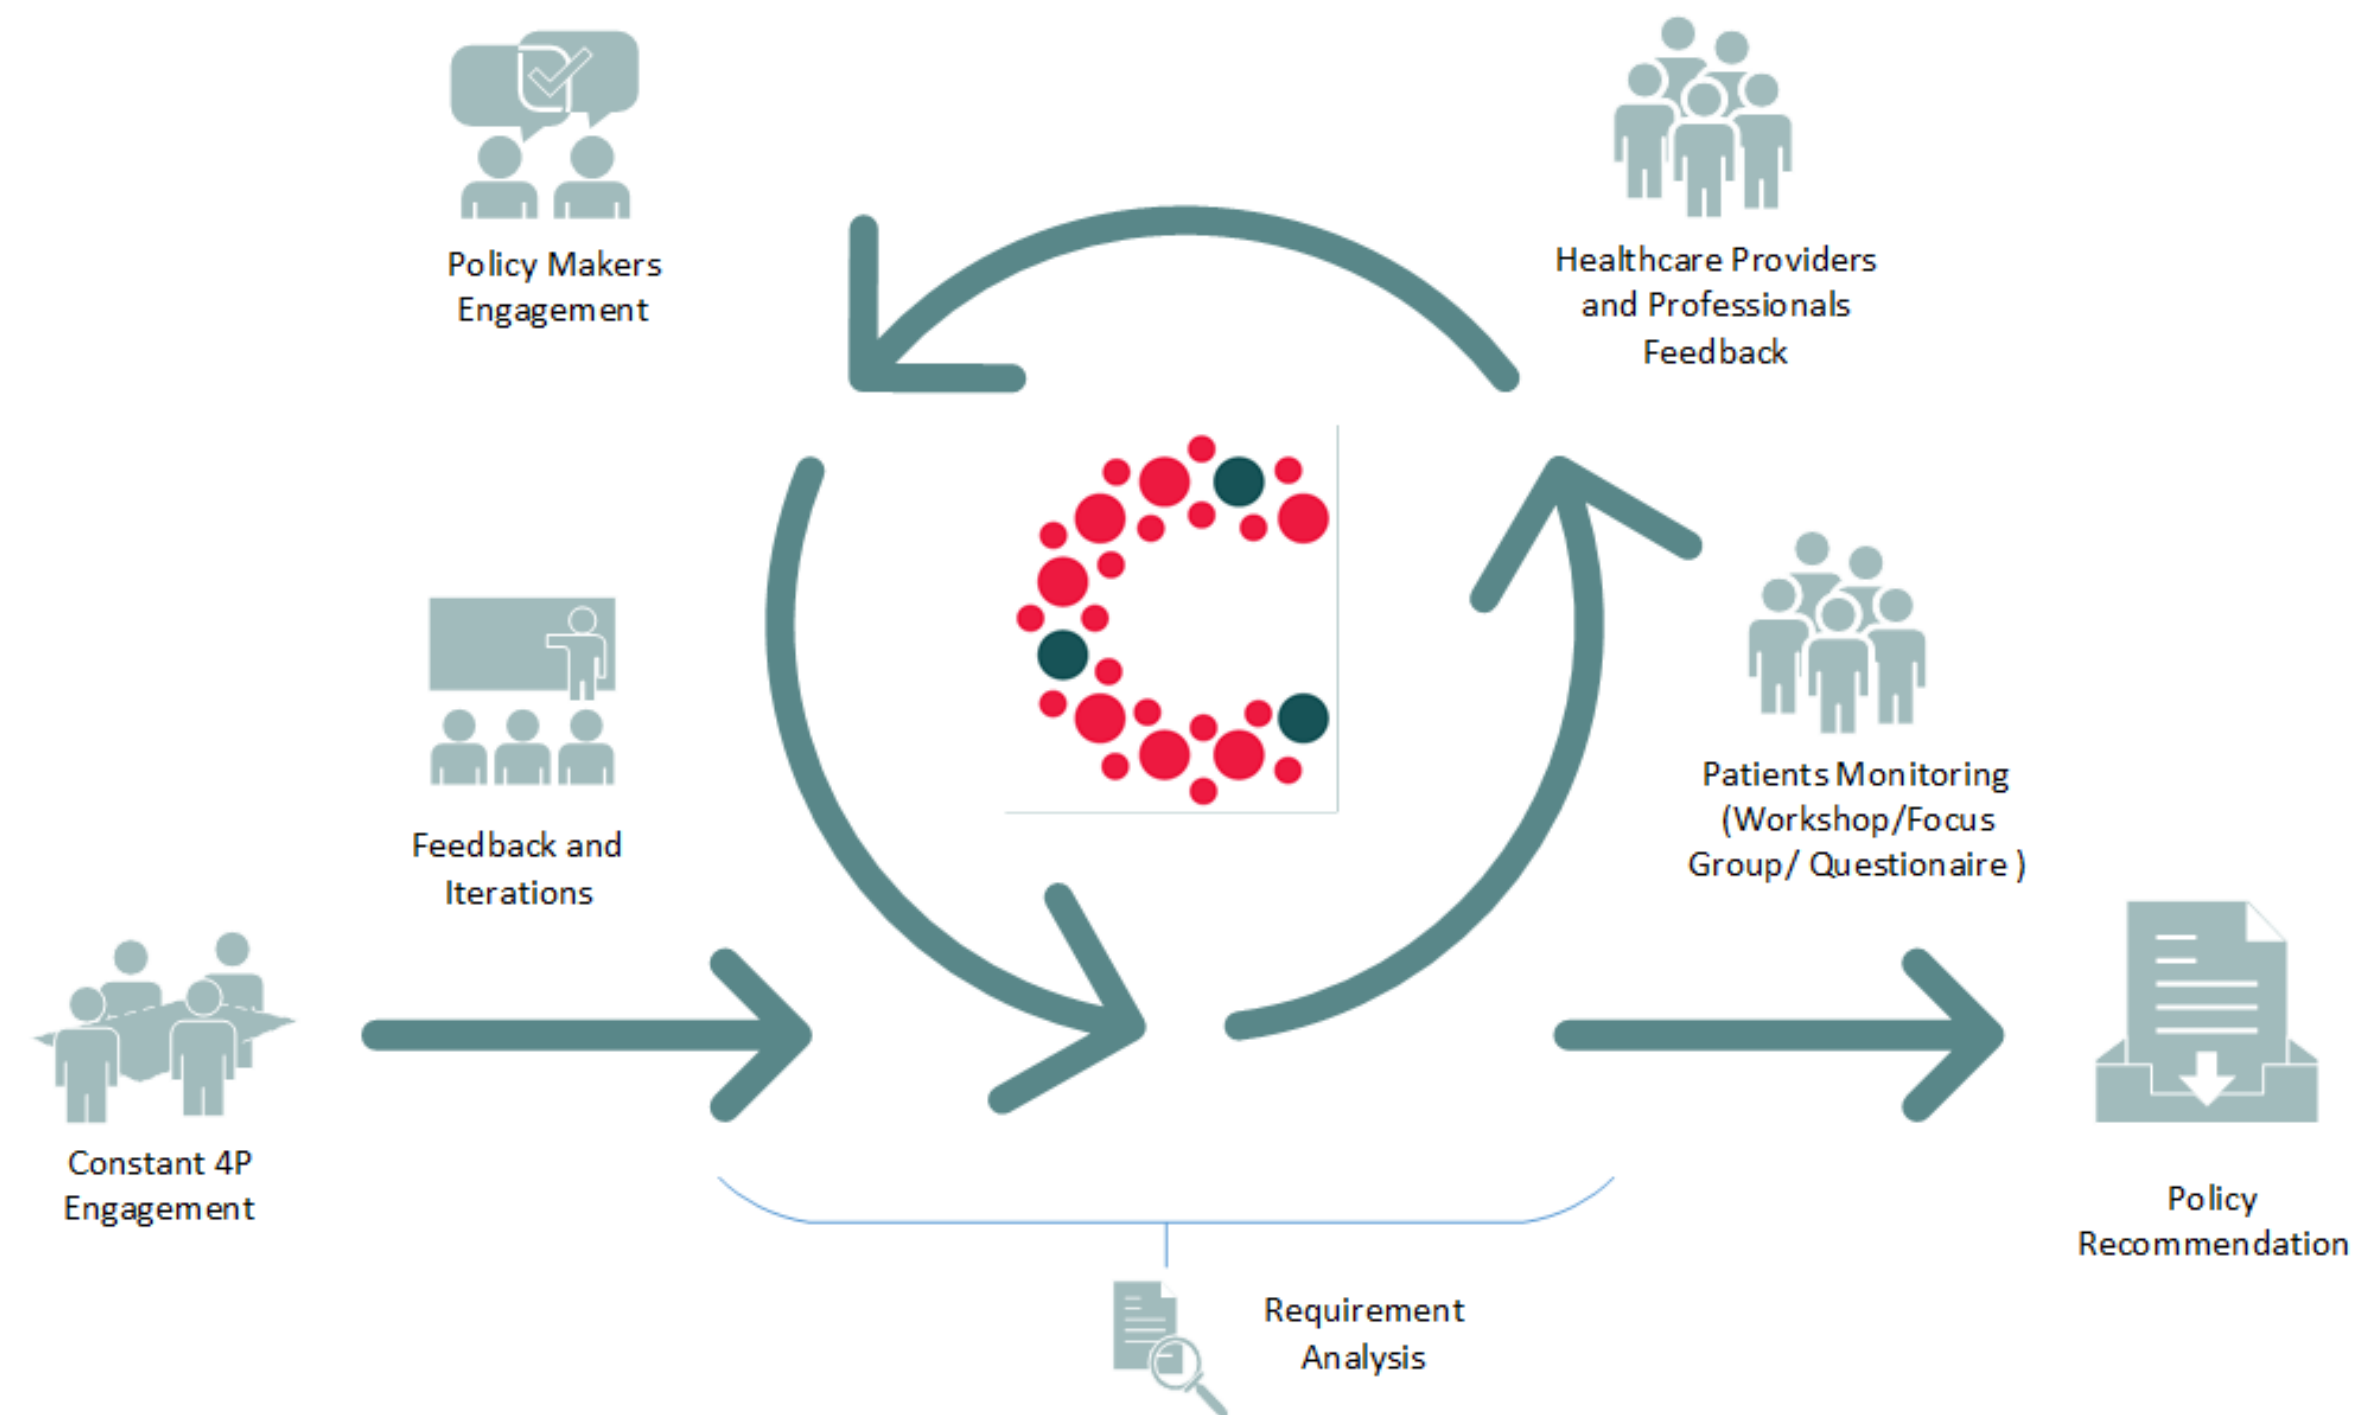 Policy Makers
Engagement
Healthcare Providers
and Professionals
Feedback
Feedback and
Iterations
Patients Monitoring
(Workshop/Focus
Group/ Questionaire )
Constant 4P
Engagement
Policy
Recommendation
Requirement
Analysis